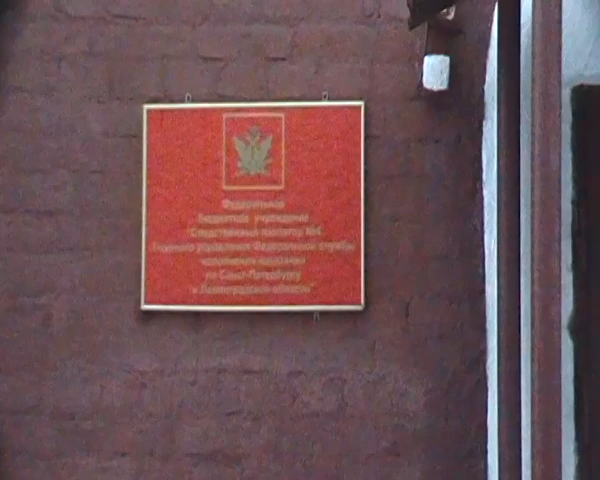 Федеральное
бюджетное учреждение
"Следственный изолятор №4
Главного управления Федеральной службы
исполнения наказаний
по Санкт-Петербургу
и Ленинградской области"